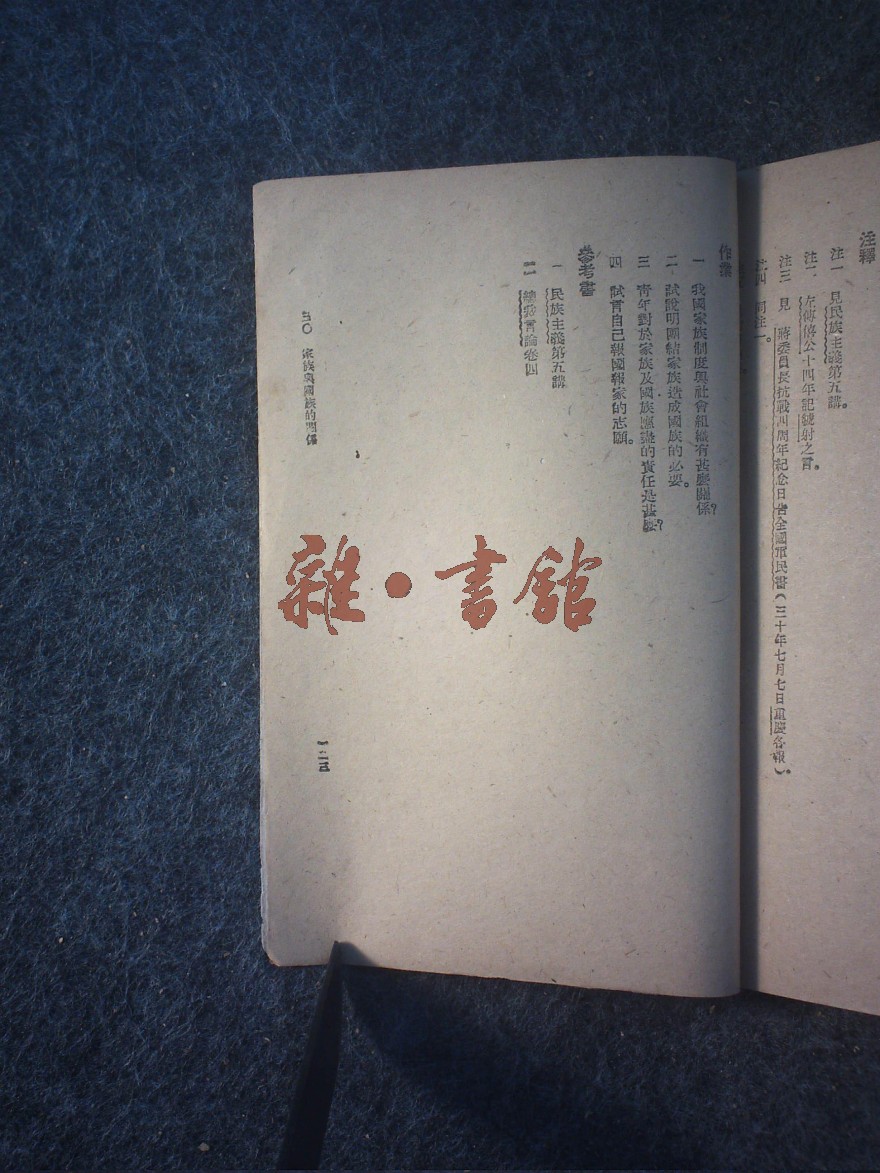 注釋
注一　見民族主義第五講。
注二　左傳僖公十四年記虢射之言。
注三　見　蔣委員長抗戰四周年紀念日告全國軍民書(三十年七月七日重慶各報)。
注四　同注一。
作業
一　我國家族制度與社會組織有甚麼關係?
二　試說明團結家族造成國族的必要。
三　青年對於家族及國族應盡的責任是甚麼?
四　試言自己報國報家的志願。
參考書
一　民族主義第五講
二　總裁言論卷四
三〇　家族與國族的關係
一二三
雜·書館